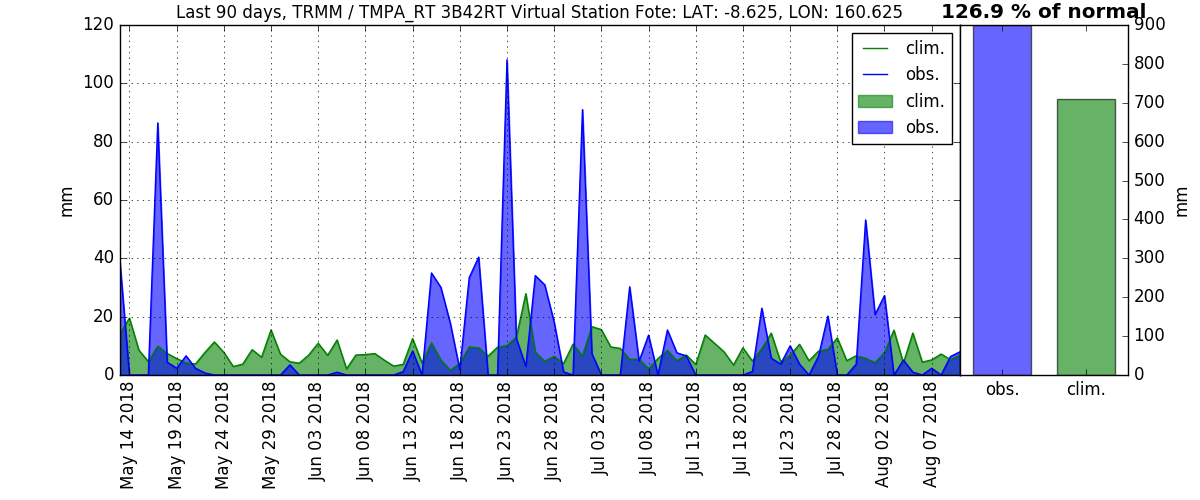 Last 90 days, TRMM / TMPA_RT 3B42RT Virtual Station Fote: LAT: -8.625, LON: 160.625
126.9 % of normal
120
100
80
60
40
20
0
mm
clim.
obs.
clim.
obs.
900
800
700
600
500
400
300
200
100
0
mm
May 14 2018
May 19 2018
May 24 2018
May 29 2018
Jun 03 2018
Jun 08 2018
Jun 13 2018
Jun 18 2018
Jun 23 2018
Jun 28 2018
Jul 03 2018
Jul 08 2018
Jul 13 2018
Jul 18 2018
Jul 23 2018
Jul 28 2018
Aug 02 2018
Aug 07 2018
obs.
clim.